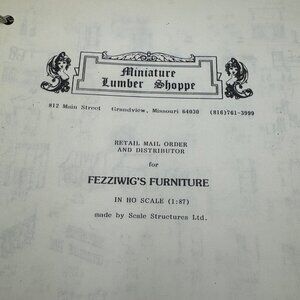 Miniature
Lumber Shoppe
812 Main Street Grandview, Missouri 64030 (816)761-3999
RETAIL MAIL ORDER
AND DISTRIBUTOR
for
FEZZIWIG'S FURNITURE
IN HO SCALE (1:87)
made by Scale Structures Ltd.